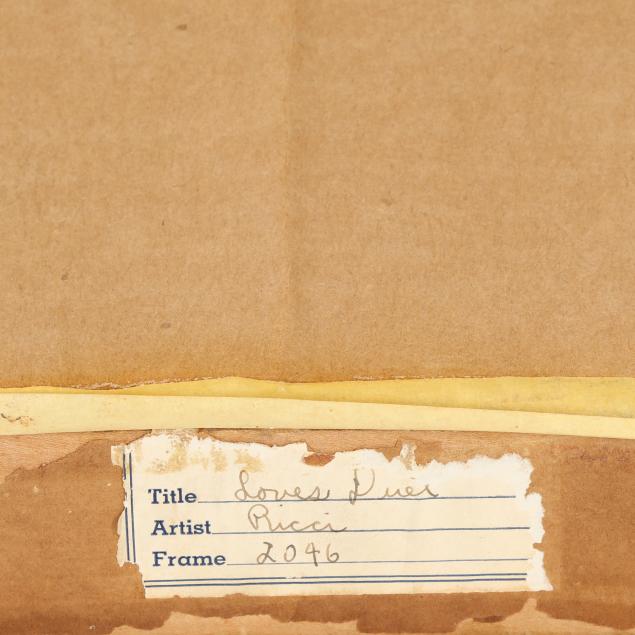 Title Loves Duet
Artist Ricci
Frame 2046